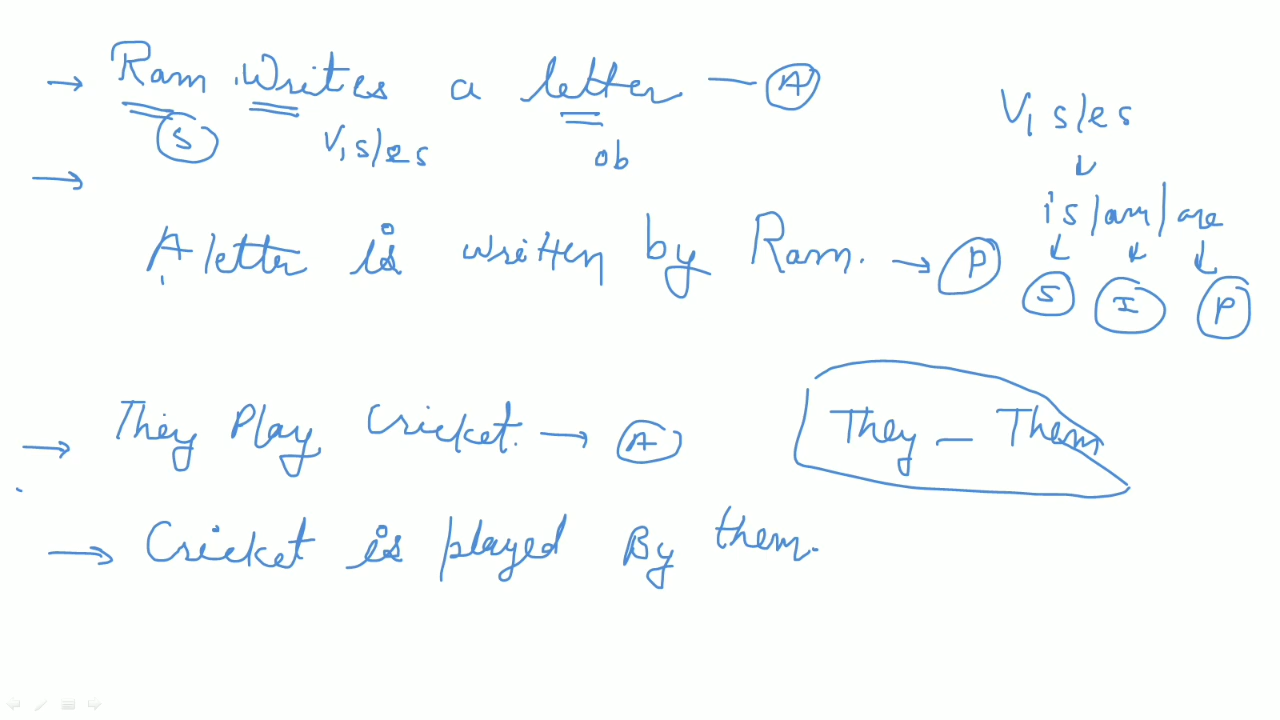 → Ram writes a letter — A
S V1 s/es ob
→
A letter is written by Ram. → P
V1 s/es
↓
is/am/are
↓ ↓ ↓
S I P
→ They Play Cricket. → A
They — Them
→ Cricket is played By them.